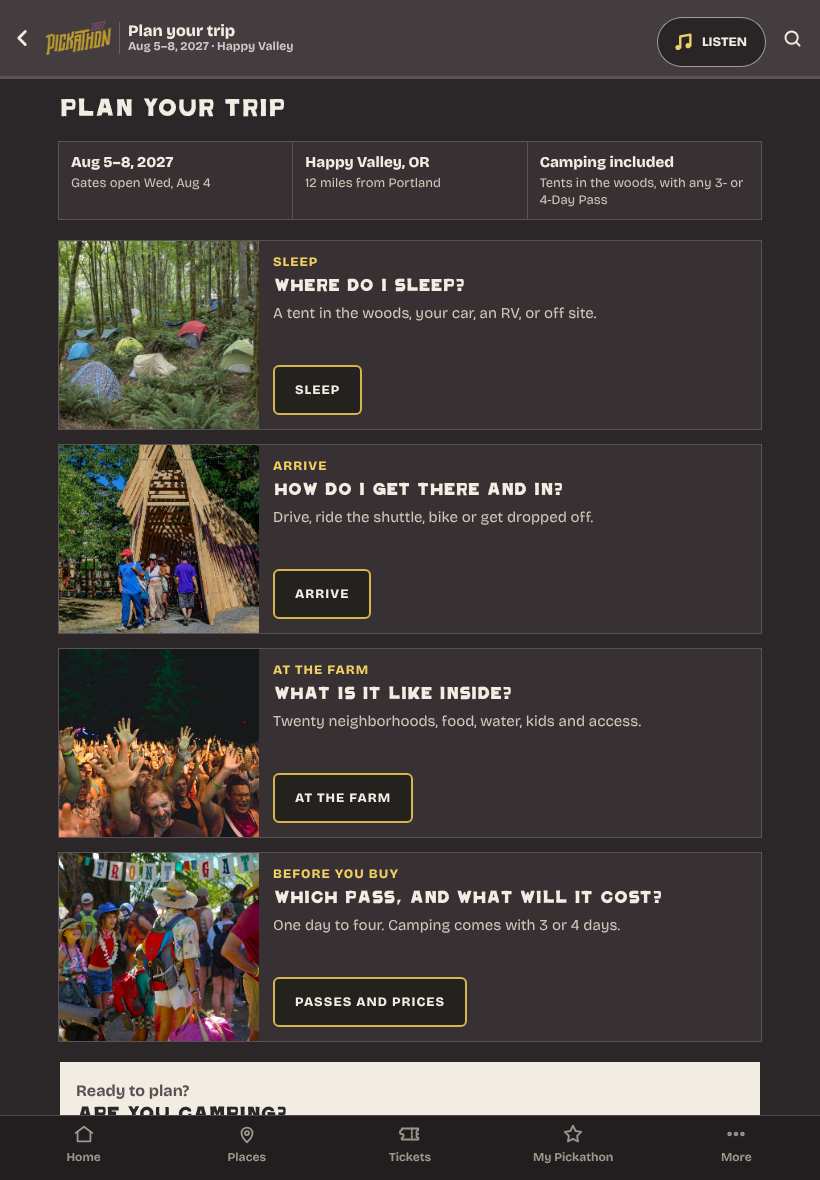 PICKATHON
Plan your trip
Aug 5–8, 2027 · Happy Valley
LISTEN
PLAN YOUR TRIP
Aug 5–8, 2027
Gates open Wed, Aug 4
Happy Valley, OR
12 miles from Portland
Camping included
Tents in the woods, with any 3- or
4-Day Pass
SLEEP
WHERE DO I SLEEP?
A tent in the woods, your car, an RV, or off site.
SLEEP
ARRIVE
HOW DO I GET THERE AND IN?
Drive, ride the shuttle, bike or get dropped off.
ARRIVE
AT THE FARM
WHAT IS IT LIKE INSIDE?
Twenty neighborhoods, food, water, kids and access.
AT THE FARM
FRONT GAT
BEFORE YOU BUY
WHICH PASS, AND WHAT WILL IT COST?
One day to four. Camping comes with 3 or 4 days.
PASSES AND PRICES
Ready to plan?
ARE YOU CAMPING?
Home
Places
Tickets
My Pickathon
More